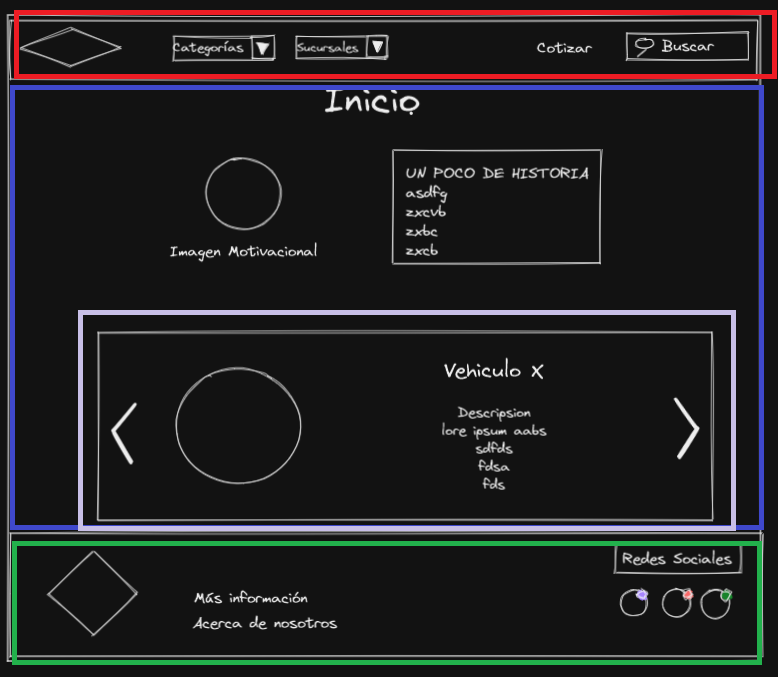 Categorías
Sucursales
Cotizar
Buscar
Inicio
Imagen Motivacional
UN POCO DE HISTORIA
asdfg
zxcvb
zxbc
zxcb
Vehiculo X
Descripsion
lore ipsum aabs
sdfds
fdsa
fds
Redes Sociales
Más información
Acerca de nosotros